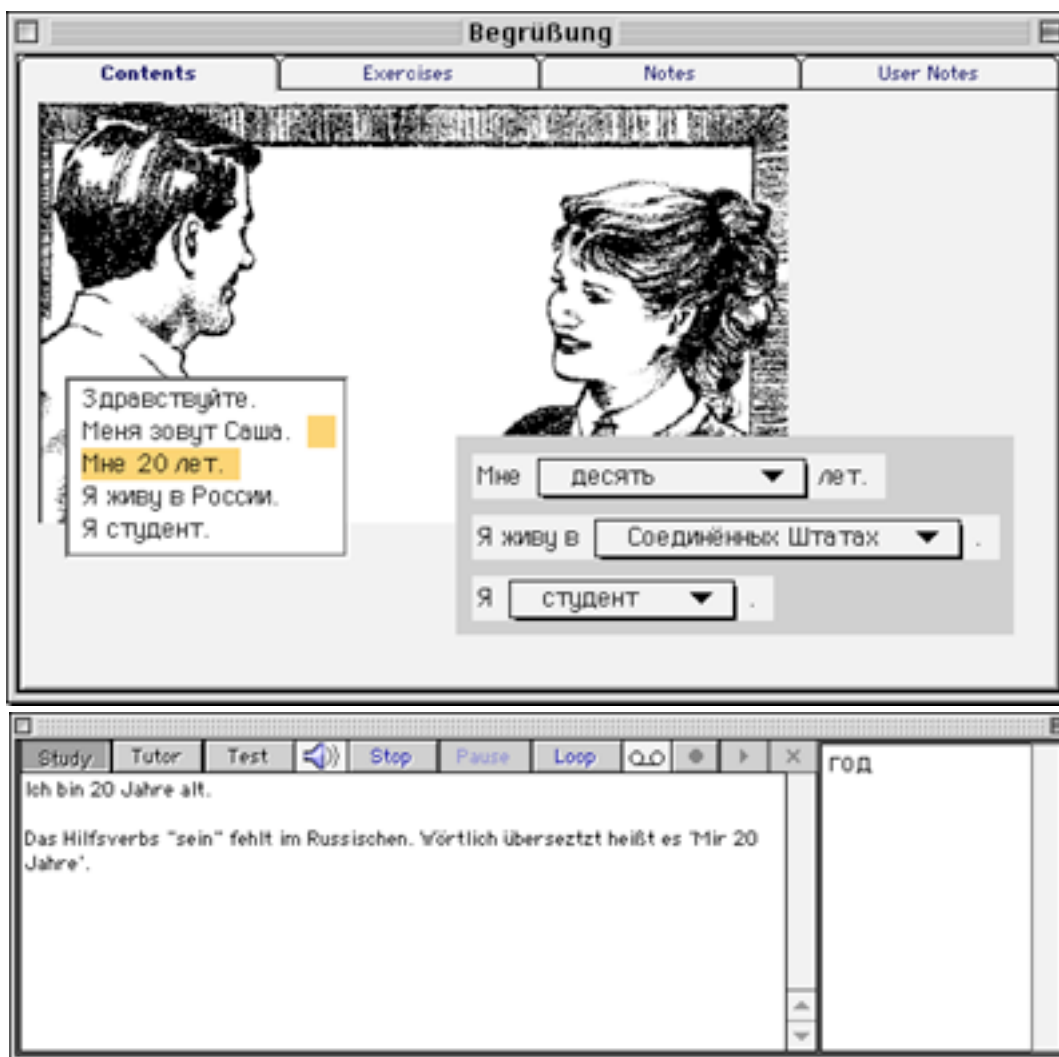 Begrüßung
Contents Exercises Notes User Notes
Здравствуйте.
Меня зовут Саша.
Мне 20 лет.
Я живу в России.
Я студент.
Мне десять лет.
Я живу в Соединённых Штатах .
Я студент .
Study Tutor Test Stop Pause Loop
Ich bin 20 Jahre alt.
Das Hilfsverbs "sein" fehlt im Russischen. Wörtlich überseztzt heißt es 'Mir 20
Jahre'.
год